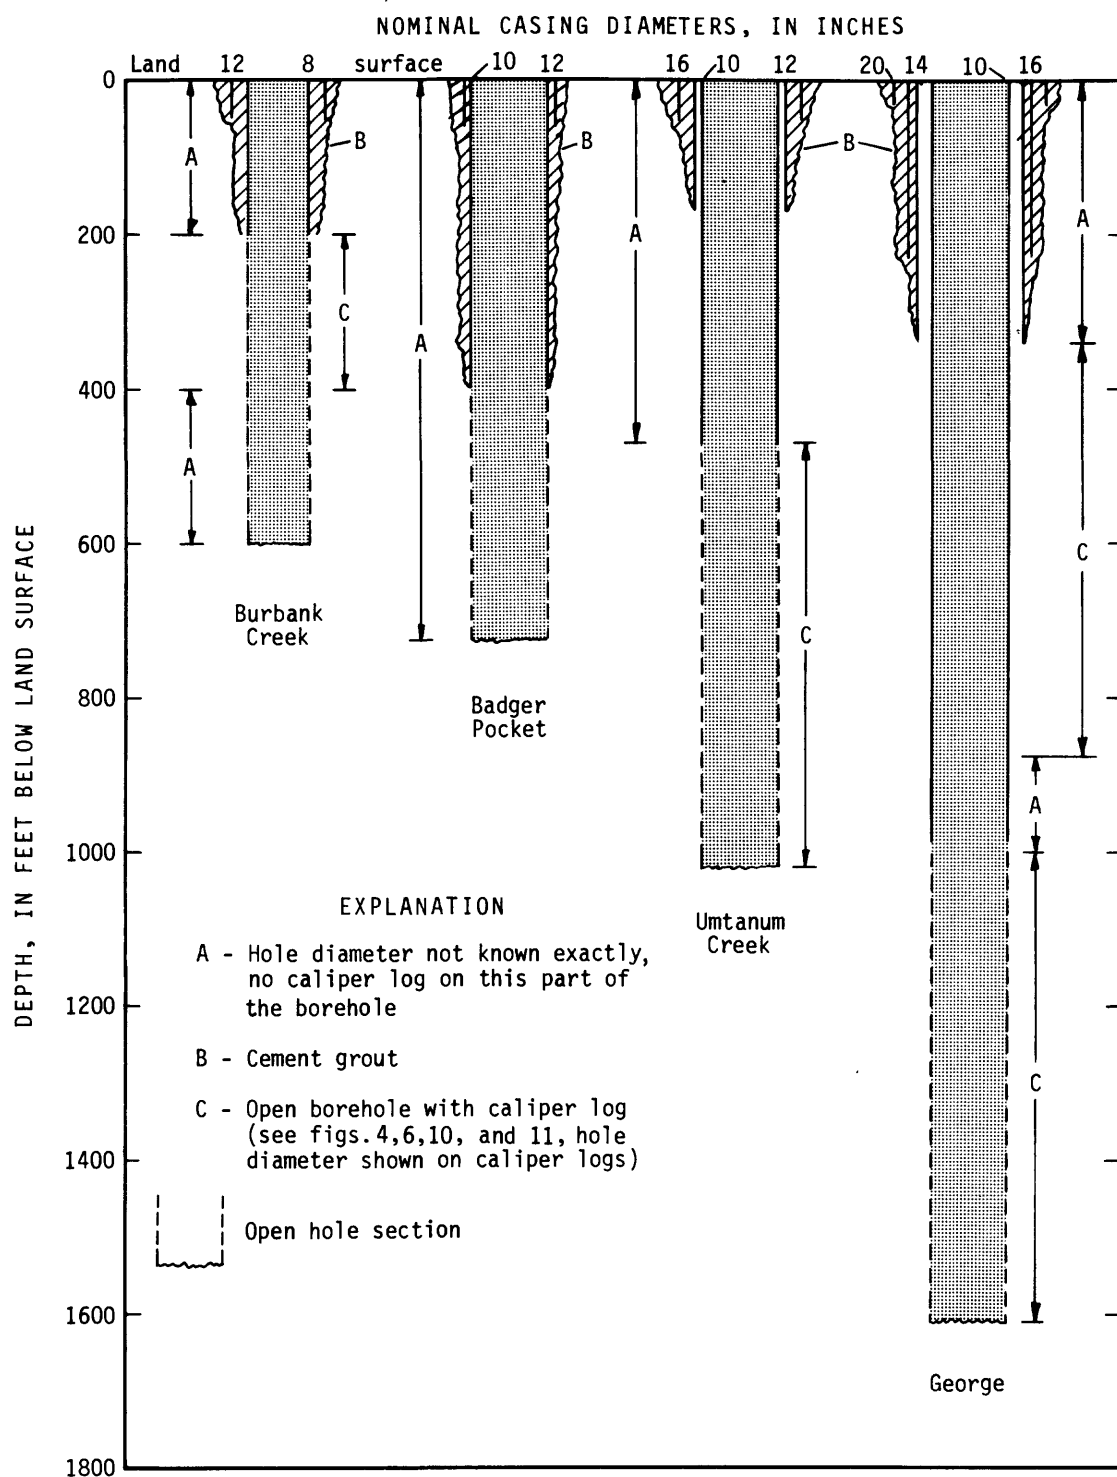 NOMINAL CASING DIAMETERS, IN INCHES
Land 12 8 surface 10 12 16 10 12 20 14 10 16
0
200
400
600
800
1000
1200
1400
1600
1800
DEPTH, IN FEET BELOW LAND SURFACE
A
B
C
A
A
B
A
B
C
A
C
A
C
Burbank
Creek
Badger
Pocket
Umtanum
Creek
George
EXPLANATION
A - Hole diameter not known exactly,
no caliper log on this part of
the borehole
B - Cement grout
C - Open borehole with caliper log
(see figs. 4,6,10, and 11, hole
diameter shown on caliper logs)
Open hole section